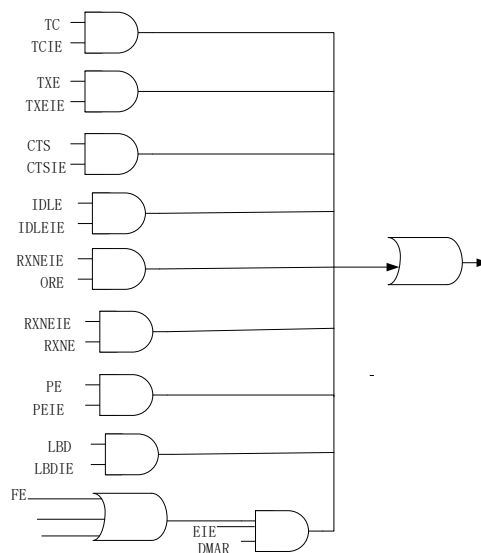 TC
TCIE
TXE
TXEIE
CTS
CTSIE
IDLE
IDLEIE
RXNEIE
ORE
RXNEIE
RXNE
PE
PEIE
LBD
LBDIE
FE
EIE
DMAR